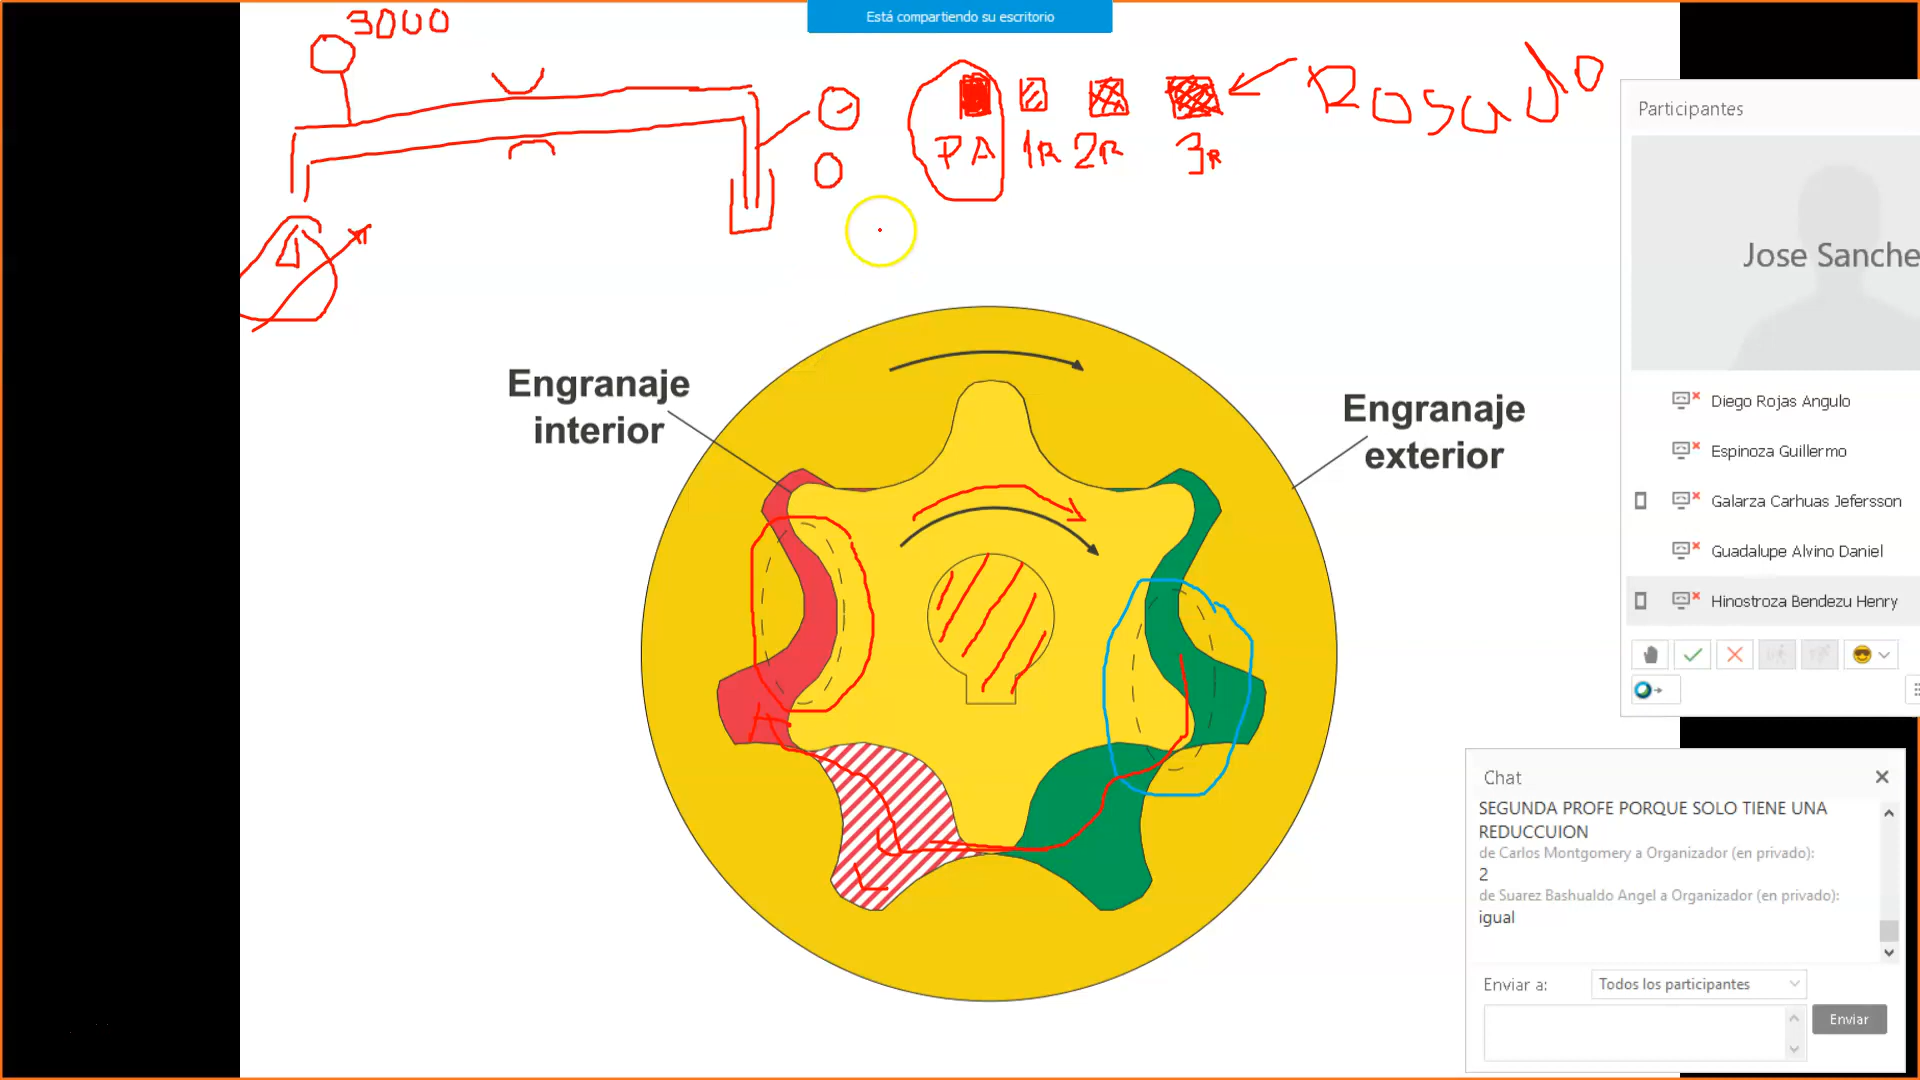 Está compartiendo su escritorio
3000
0
PA 1R 2R 3R
Rosado
Engranaje
interior
Engranaje
exterior
Participantes
Jose Sanche
Diego Rojas Angulo
Espinoza Guillermo
Galarza Carhuas Jefersson
Guadalupe Alvino Daniel
Hinostroza Bendezu Henry
Chat
SEGUNDA PROFE PORQUE SOLO TIENE UNA
REDUCCUION
de Carlos Montgomery a Organizador (en privado):
2
de Suarez Bashualdo Angel a Organizador (en privado):
igual
Enviar a:
Todos los participantes
Enviar